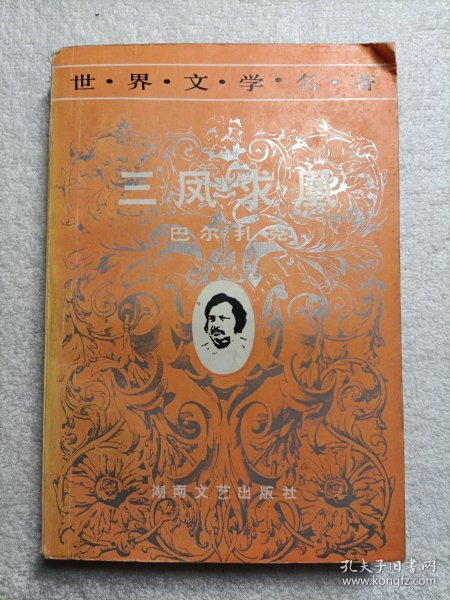 世·界·文·学·名·著
三凤求凰
巴尔扎克
湖南文艺出版社
孔夫子旧书网
www.kongfz.com